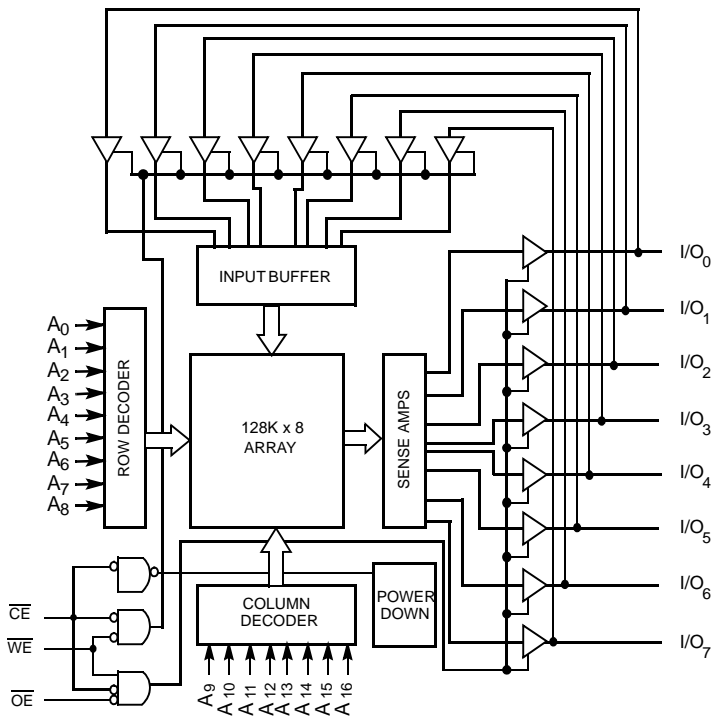 INPUT BUFFER
I/O0
I/O1
I/O2
I/O3
I/O4
I/O5
I/O6
I/O7
A0
A1
A2
A3
A4
A5
A6
A7
A8
ROW DECODER
128K x 8
ARRAY
SENSE AMPS
COLUMN
DECODER
POWER
DOWN
CE
WE
OE
A9
A10
A11
A12
A13
A14
A15
A16